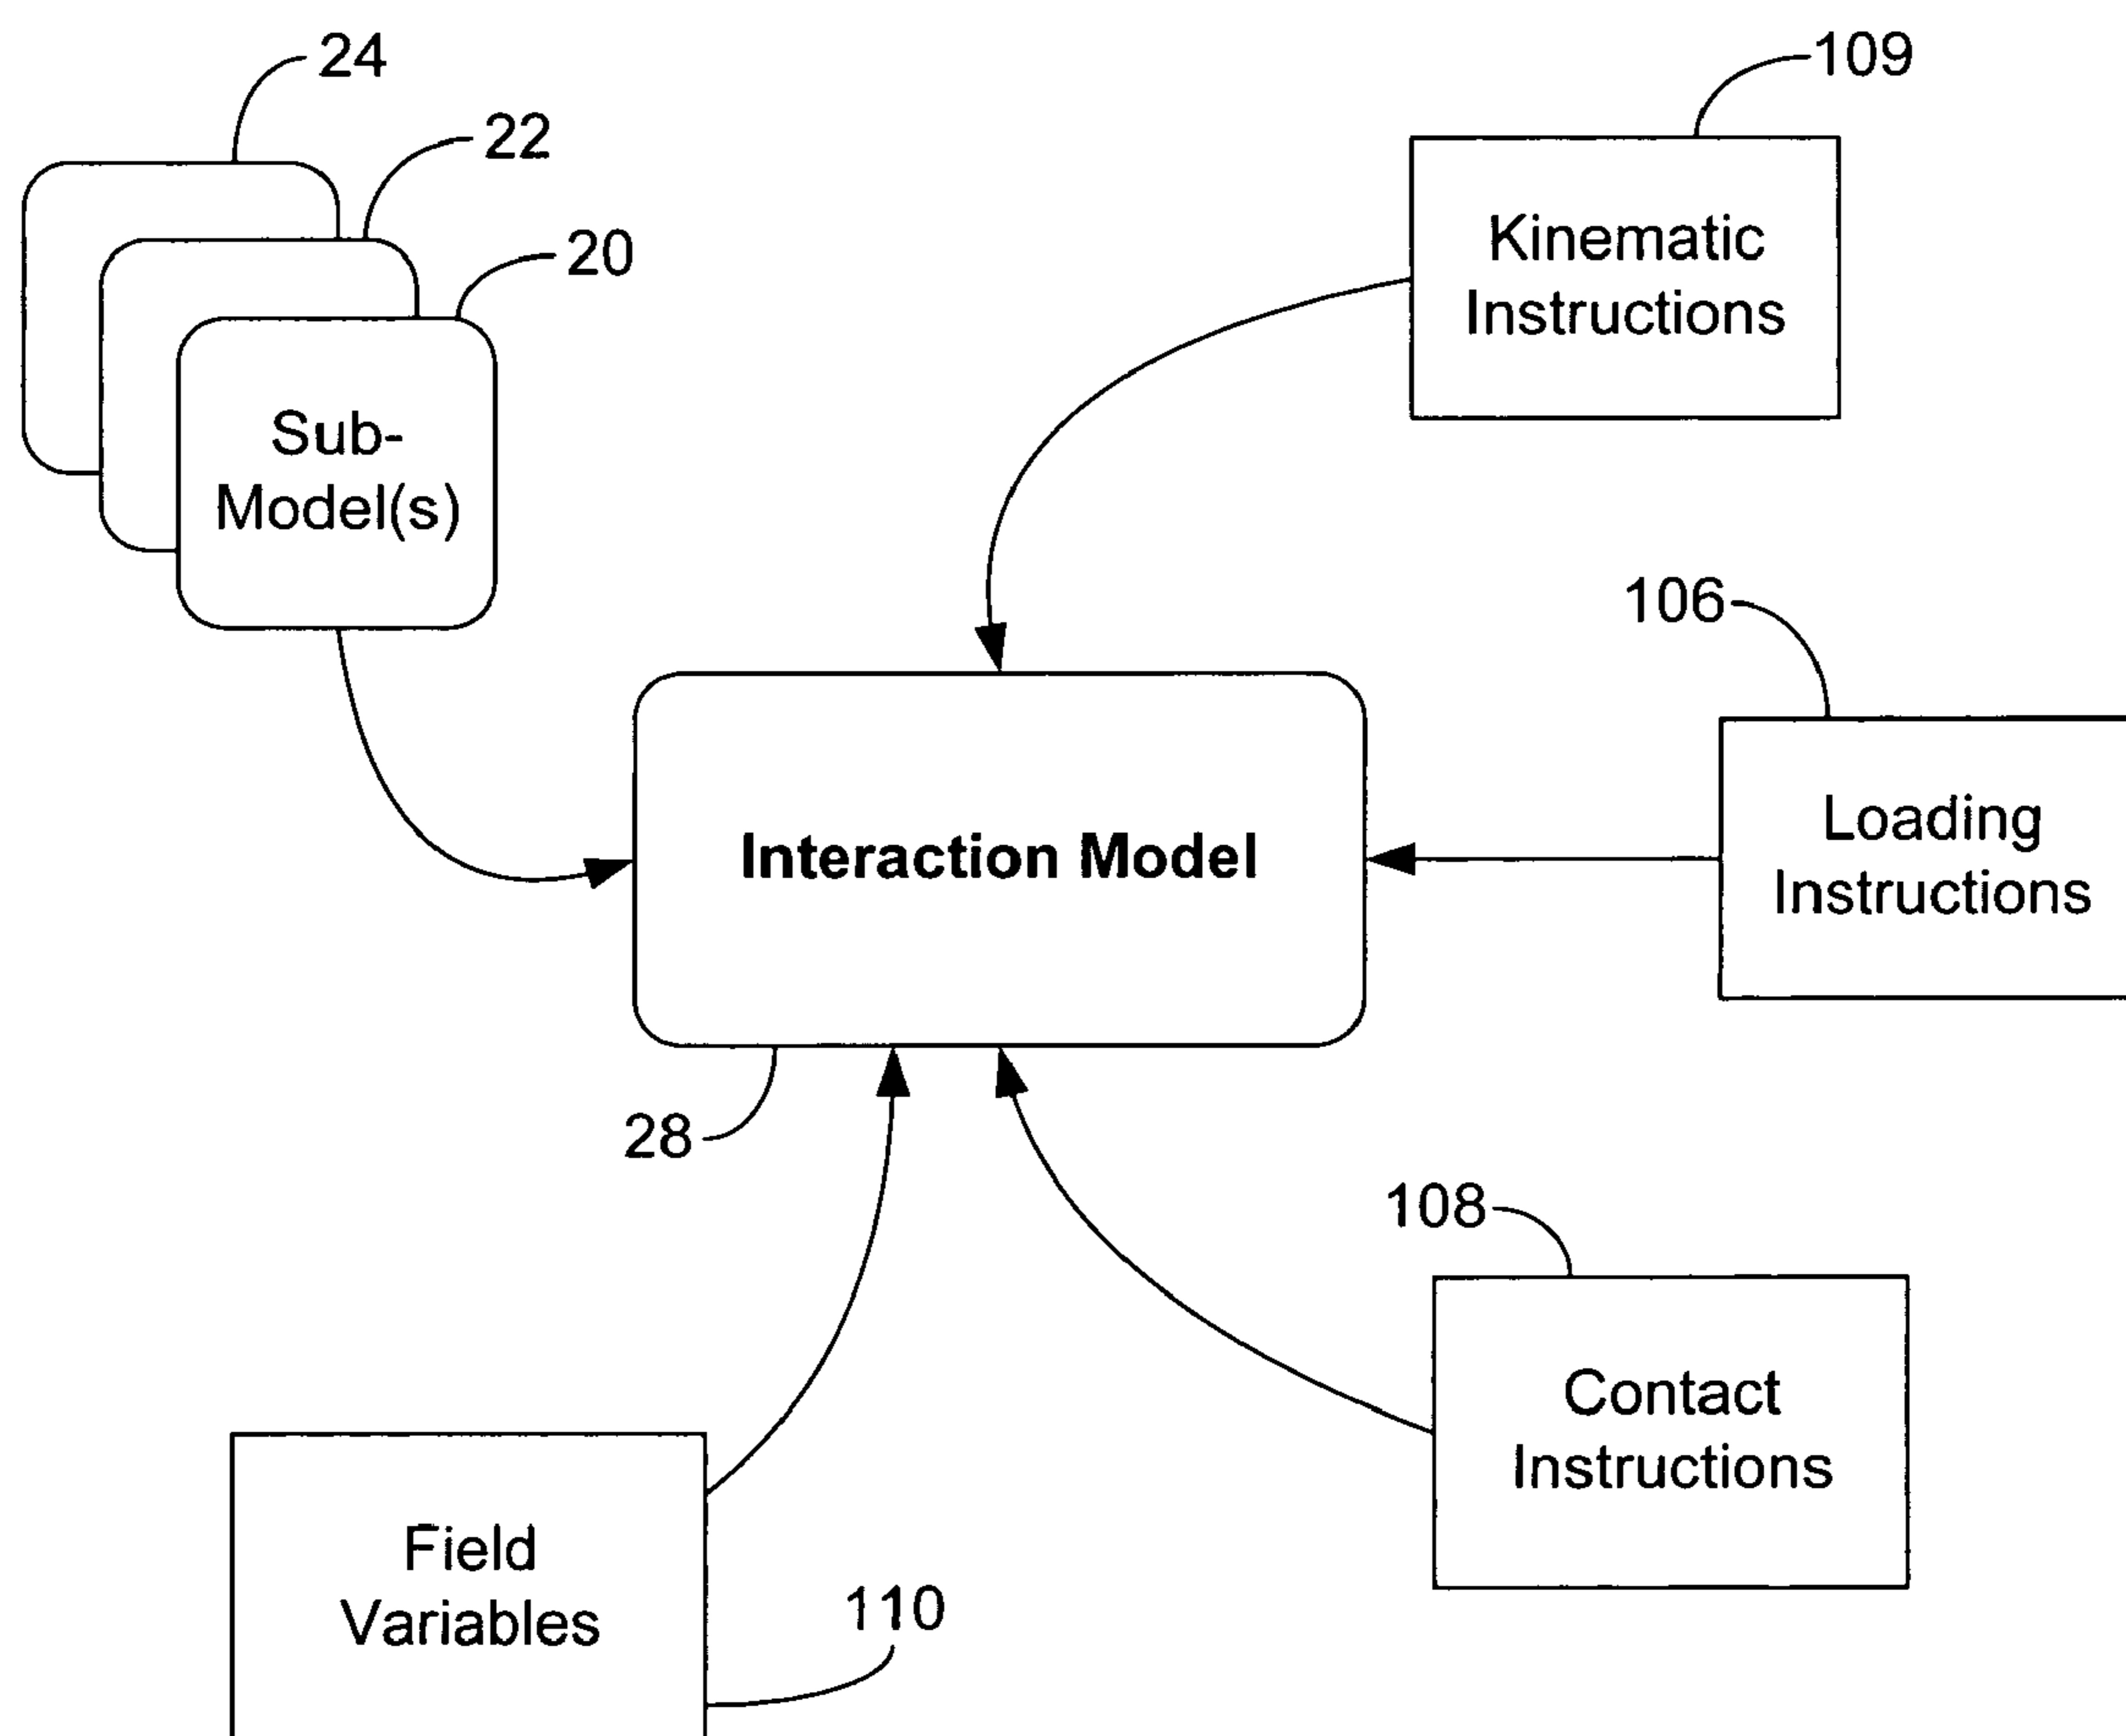 24
109
22
20
Kinematic
Instructions
Sub-
Model(s)
106
Loading
Instructions
Interaction Model
28
108
Contact
Instructions
Field
Variables
110